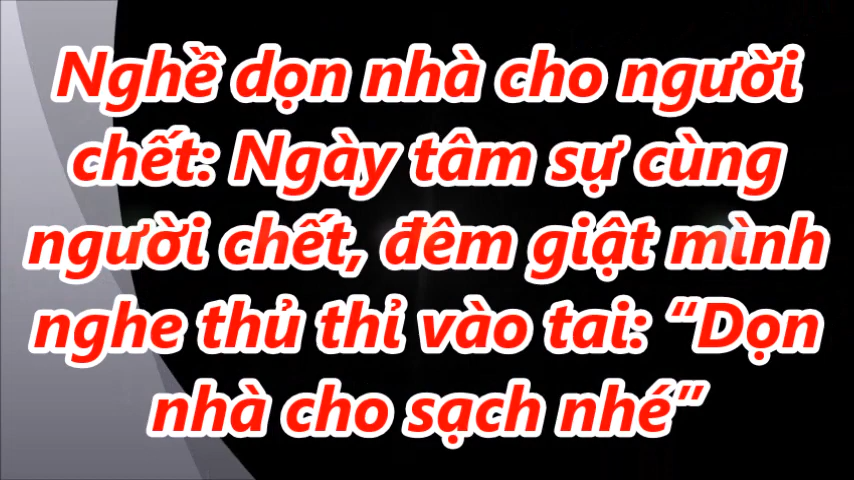 Nghề dọn nhà cho người
chết: Ngày tâm sự cùng
người chết, đêm giật mình
nghe thủ thỉ vào tai: “Dọn
nhà cho sạch nhé”